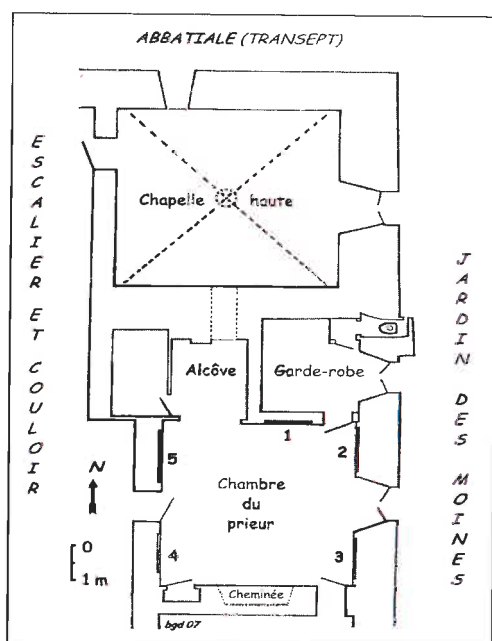 ABBATIALE (TRANSEPT)
ESCALIER ET COULOIR
Chapelle haute
JARDIN DES MOINES
Alcôve
Garde-robe
1
2
5
Chambre
du
prieur
N
0
1 m
4
3
Cheminée
bgd 07